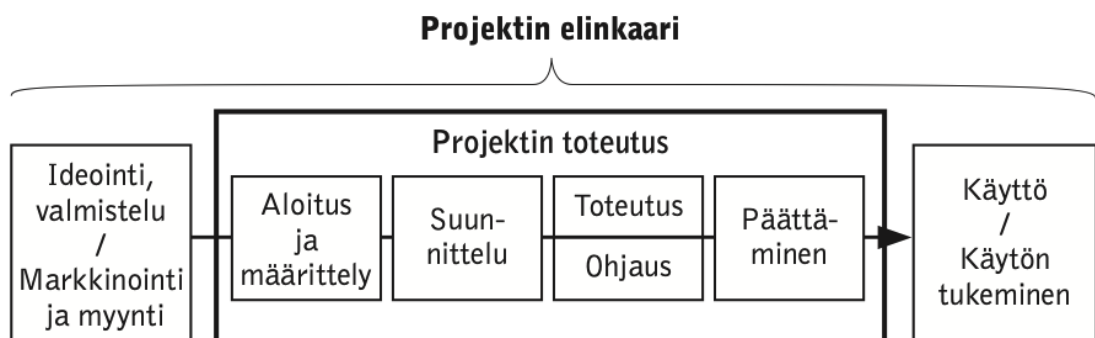 Projektin elinkaari
Projektin toteutus
Ideointi,
valmistelu
/
Markkinointi
ja myynti
Aloitus
ja
määrittely
Suun-
nittelu
Toteutus
Ohjaus
Päättä-
minen
Käyttö
/
Käytön
tukeminen